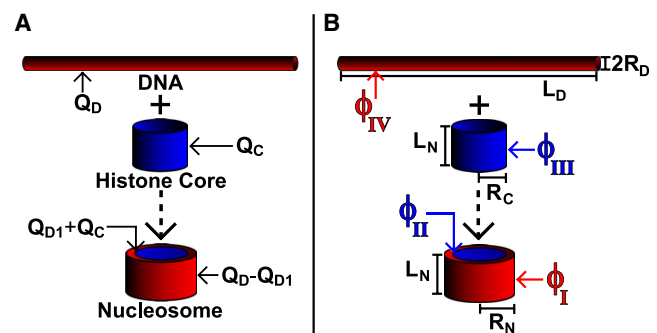 A
Q_D
DNA
+
Q_C
Histone Core
Q_D1+Q_C
Q_D-Q_D1
Nucleosome
B
2R_D
L_D
ϕ_IV
+
L_N
ϕ_III
R_C
ϕ_II
L_N
ϕ_I
R_N